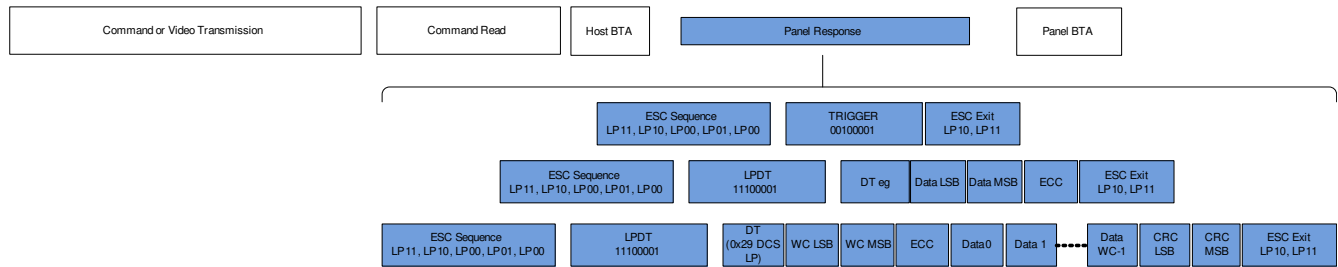 Command or Video Transmission
Command Read
Host BTA
Panel Response
Panel BTA
ESC Sequence
LP11, LP10, LP00, LP01, LP00
TRIGGER
00100001
ESC Exit
LP10, LP11
ESC Sequence
LP11, LP10, LP00, LP01, LP00
LPDT
11100001
DT eg
Data LSB
Data MSB
ECC
ESC Exit
LP10, LP11
ESC Sequence
LP11, LP10, LP00, LP01, LP00
LPDT
11100001
DT
(0x29 DCS
LP)
WC LSB
WC MSB
ECC
Data0
Data 1
Data
WC-1
CRC
LSB
CRC
MSB
ESC Exit
LP10, LP11